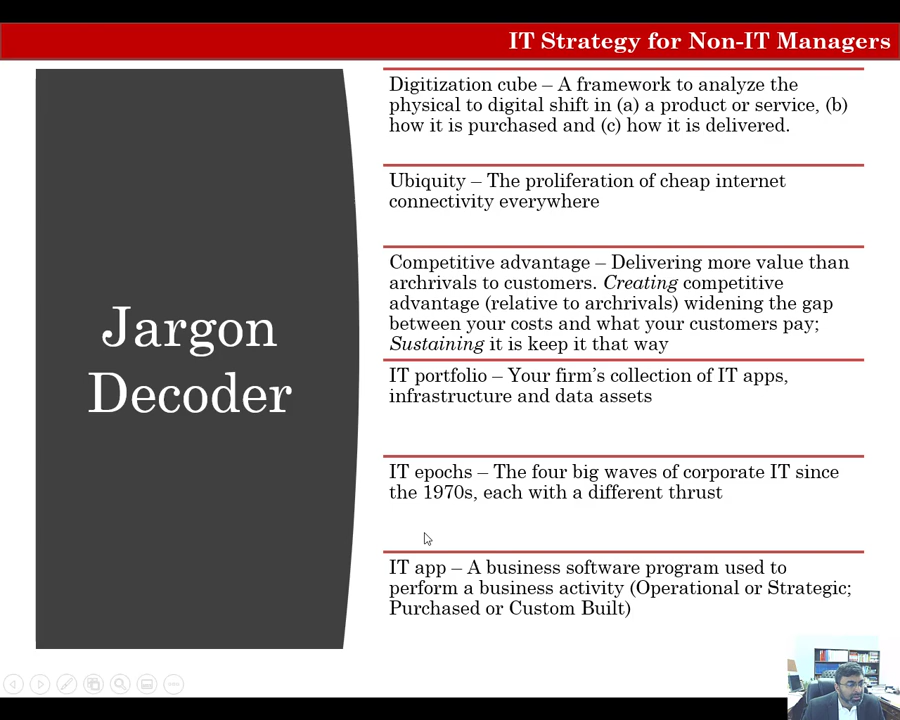 IT Strategy for Non-IT Managers
Jargon
Decoder
Digitization cube – A framework to analyze the
physical to digital shift in (a) a product or service, (b)
how it is purchased and (c) how it is delivered.
Ubiquity – The proliferation of cheap internet
connectivity everywhere
Competitive advantage – Delivering more value than
archrivals to customers. Creating competitive
advantage (relative to archrivals) widening the gap
between your costs and what your customers pay;
Sustaining it is keep it that way
IT portfolio – Your firm’s collection of IT apps,
infrastructure and data assets
IT epochs – The four big waves of corporate IT since
the 1970s, each with a different thrust
IT app – A business software program used to
perform a business activity (Operational or Strategic;
Purchased or Custom Built)